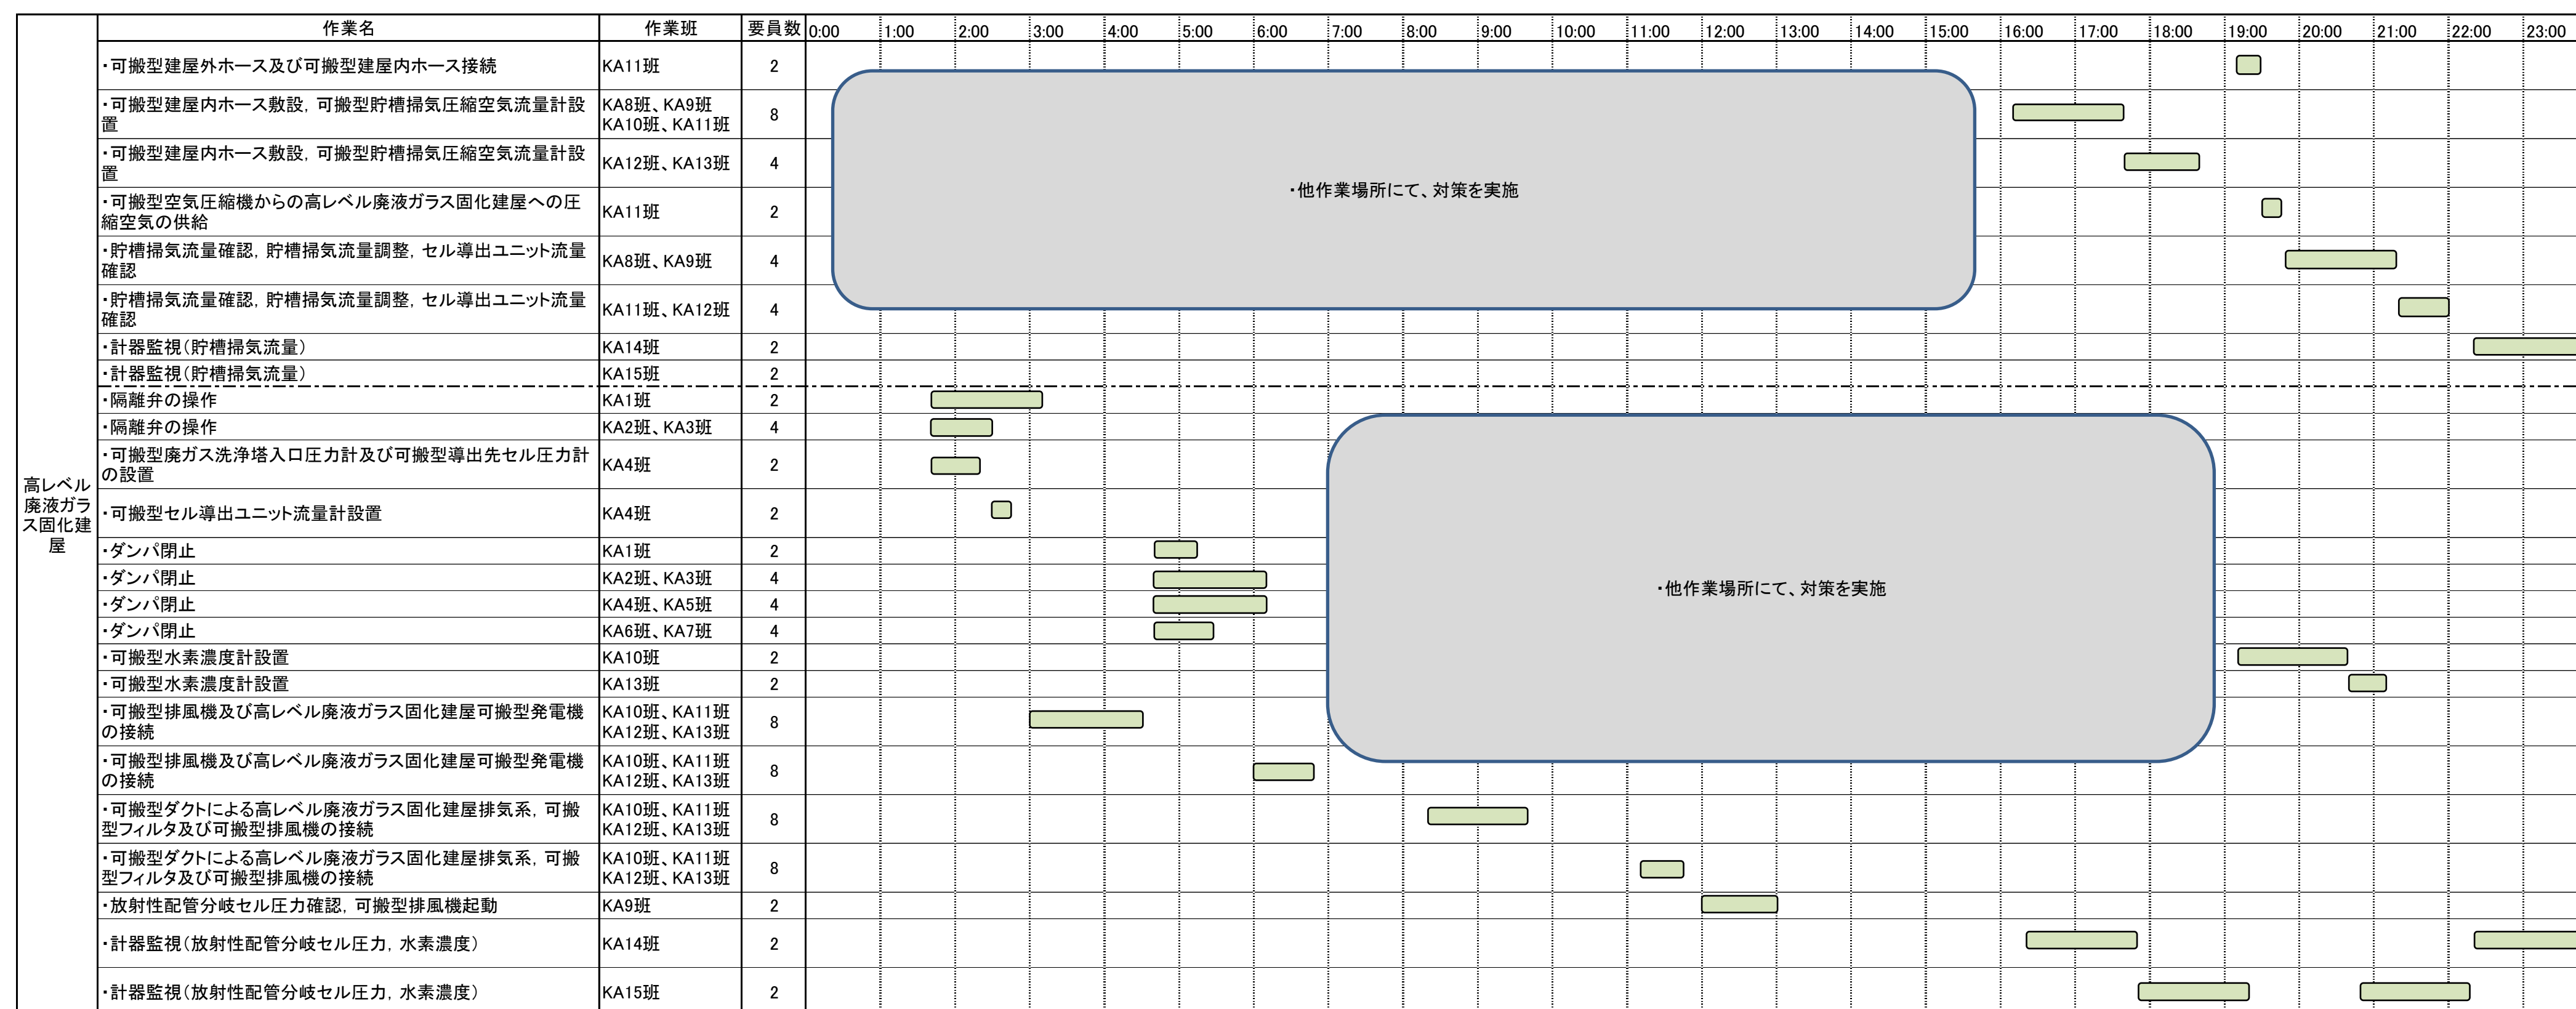 作業名 作業班 要員数 0:00 1:00 2:00 3:00 4:00 5:00 6:00 7:00 8:00 9:00 10:00 11:00 12:00 13:00 14:00 15:00 16:00 17:00 18:00 19:00 20:00 21:00 22:00 23:00
高レベル
廃液ガラ
ス固化建
屋
・可搬型建屋外ホース及び可搬型建屋内ホース接続 KA11班 2
・可搬型建屋内ホース敷設，可搬型貯槽掃気圧縮空気流量計設
置
KA8班、KA9班
KA10班、KA11班
8
・可搬型建屋内ホース敷設，可搬型貯槽掃気圧縮空気流量計設
置
KA12班、KA13班 4
・可搬型空気圧縮機からの高レベル廃液ガラス固化建屋への圧
縮空気の供給
KA11班 2
・他作業場所にて、対策を実施
・貯槽掃気流量確認，貯槽掃気流量調整，セル導出ユニット流量
確認
KA8班、KA9班 4
・貯槽掃気流量確認，貯槽掃気流量調整，セル導出ユニット流量
確認
KA11班、KA12班 4
・計器監視（貯槽掃気流量） KA14班 2
・計器監視（貯槽掃気流量） KA15班 2
・隔離弁の操作 KA1班 2
・隔離弁の操作 KA2班、KA3班 4
・可搬型廃ガス洗浄塔入口圧力計及び可搬型導出先セル圧力計
の設置
KA4班 2
・可搬型セル導出ユニット流量計設置 KA4班 2
・ダンパ閉止 KA1班 2
・ダンパ閉止 KA2班、KA3班 4
・他作業場所にて、対策を実施
・ダンパ閉止 KA4班、KA5班 4
・ダンパ閉止 KA6班、KA7班 4
・可搬型水素濃度計設置 KA10班 2
・可搬型水素濃度計設置 KA13班 2
・可搬型排風機及び高レベル廃液ガラス固化建屋可搬型発電機
の接続
KA10班、KA11班
KA12班、KA13班
8
・可搬型排風機及び高レベル廃液ガラス固化建屋可搬型発電機
の接続
KA10班、KA11班
KA12班、KA13班
8
・可搬型ダクトによる高レベル廃液ガラス固化建屋排気系，可搬
型フィルタ及び可搬型排風機の接続
KA10班、KA11班
KA12班、KA13班
8
・可搬型ダクトによる高レベル廃液ガラス固化建屋排気系，可搬
型フィルタ及び可搬型排風機の接続
KA10班、KA11班
KA12班、KA13班
8
・放射性配管分岐セル圧力確認，可搬型排風機起動 KA9班 2
・計器監視（放射性配管分岐セル圧力，水素濃度） KA14班 2
・計器監視（放射性配管分岐セル圧力，水素濃度） KA15班 2